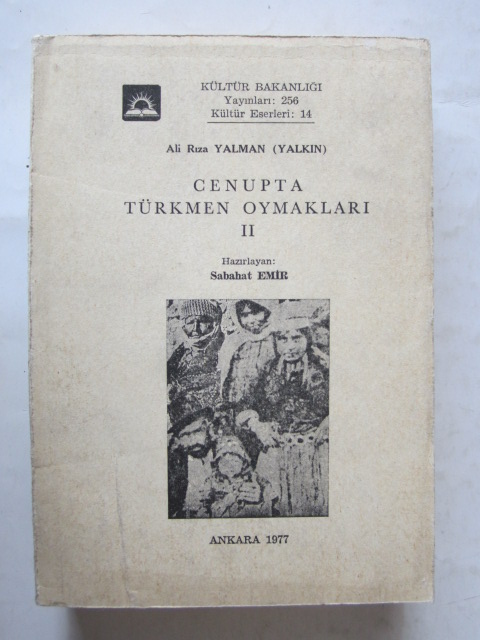 KÜLTÜR BAKANLIĞI
Yayınları: 256
Kültür Eserleri: 14
Ali Rıza YALMAN (YALKIN)
CENUPTA
TÜRKMEN OYMAKLARI
II
Hazırlayan:
Sabahat EMİR
ANKARA 1977